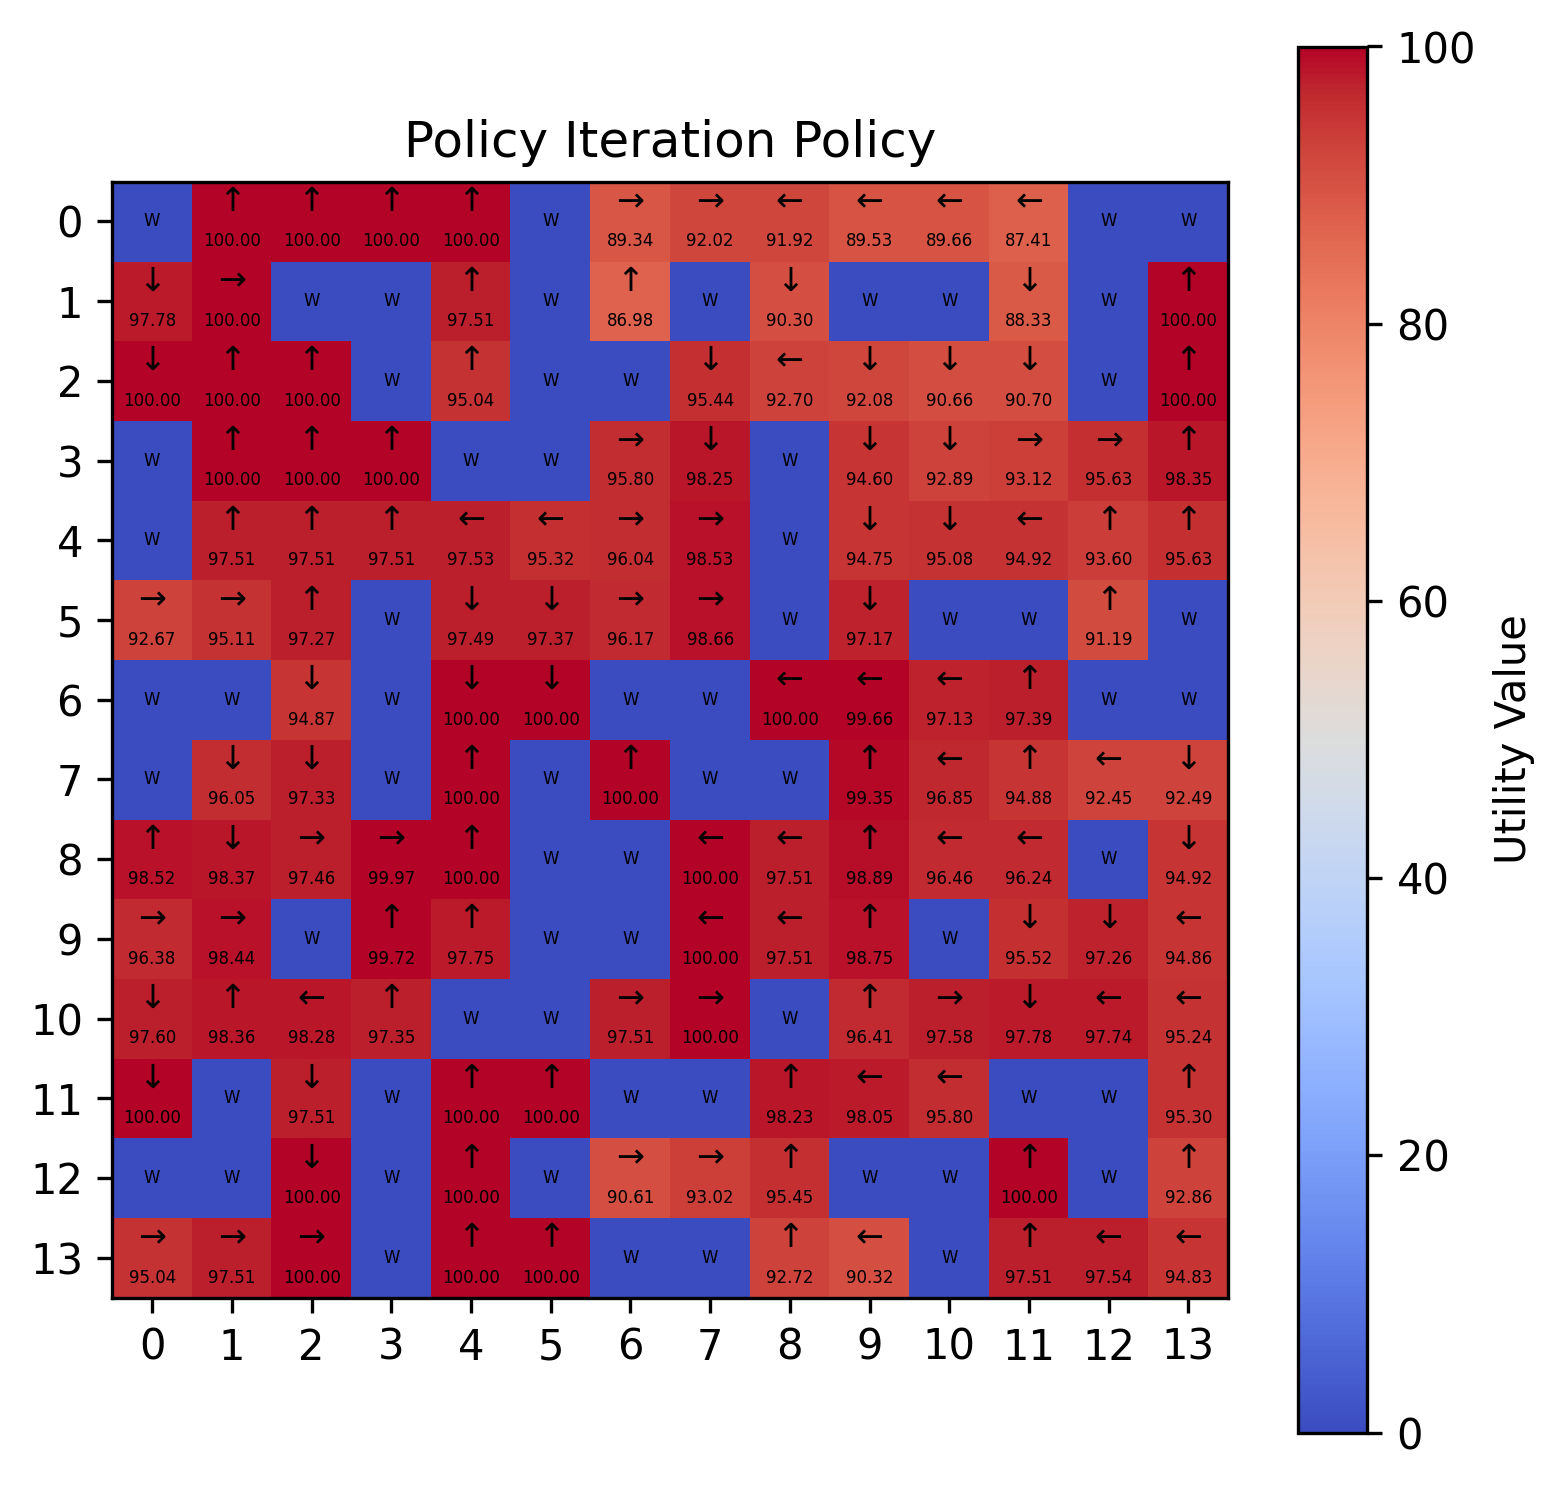 Policy Iteration Policy
0 W ↑ ↑ ↑ ↑ W → → ← ← ← ← W W
100.00 100.00 100.00 100.00 89.34 92.02 91.92 89.53 89.66 87.41
1 ↓ → W W ↑ W ↑ W ↓ W W ↓ W ↑
97.78 100.00 97.51 86.98 90.30 88.33 100.00
2 ↓ ↑ ↑ W ↑ W W ↓ ← ↓ ↓ ↓ W ↑
100.00 100.00 100.00 95.04 95.44 92.70 92.08 90.66 90.70 100.00
3 W ↑ ↑ ↑ W W → ↓ W ↓ ↓ → → ↑
100.00 100.00 100.00 95.80 98.25 94.60 92.89 93.12 95.63 98.35
4 W ↑ ↑ ↑ ← ← → → W ↓ ↓ ← ↑ ↑
97.51 97.51 97.51 97.53 95.32 96.04 98.53 94.75 95.08 94.92 93.60 95.63
5 → → ↑ W ↓ ↓ → → W ↓ W W ↑ W
92.67 95.11 97.27 97.49 97.37 96.17 98.66 97.17 91.19
6 W W ↓ W ↓ ↓ W W ← ← ← ↑ W W
94.87 100.00 100.00 100.00 99.66 97.13 97.39
7 W ↓ ↓ W ↑ W ↑ W W ↑ ← ↑ ← ↓
96.05 97.33 100.00 100.00 99.35 96.85 94.88 92.45 92.49
8 ↑ ↓ → → ↑ W W ← ← ↑ ← ← W ↓
98.52 98.37 97.46 99.97 100.00 100.00 97.51 98.89 96.46 96.24 94.92
9 → → W ↑ ↑ W W ← ← ↑ W ↓ ↓ ←
96.38 98.44 99.72 97.75 100.00 97.51 98.75 95.52 97.26 94.86
10 ↓ ↑ ← ↑ W W → → W ↑ → ↓ ← ←
97.60 98.36 98.28 97.35 97.51 100.00 96.41 97.58 97.78 97.74 95.24
11 ↓ W ↓ W ↑ ↑ W W ↑ ← ← W W ↑
100.00 97.51 100.00 100.00 98.23 98.05 95.80 95.30
12 W W ↓ W ↑ W → → ↑ W W ↑ W ↑
100.00 100.00 90.61 93.02 95.45 100.00 92.86
13 → → → W ↑ ↑ W W ↑ ← W ↑ ← ←
95.04 97.51 100.00 100.00 100.00 92.72 90.32 97.51 97.54 94.83
0 1 2 3 4 5 6 7 8 9 10 11 12 13
100
80
60
40
20
0
Utility Value